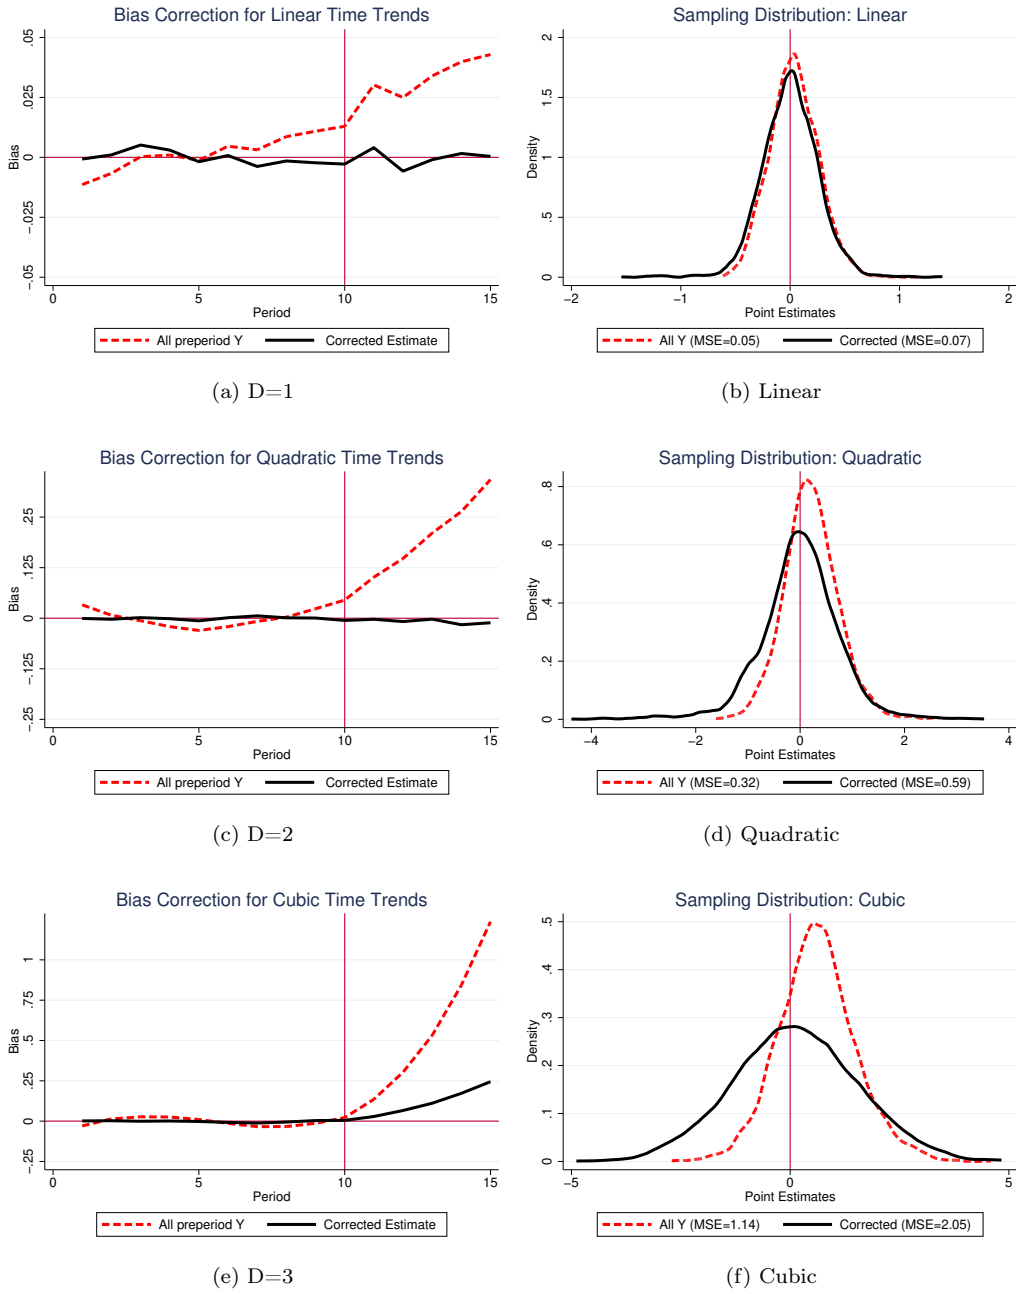 Bias Correction for Linear Time Trends
.05
.025
0
−.025
−.05
Bias
0
5
10
15
Period
All preperiod Y
Corrected Estimate
(a) D=1
Sampling Distribution: Linear
2
1.5
1
.5
0
Density
−2
−1
0
1
2
Point Estimates
All Y (MSE=0.05)
Corrected (MSE=0.07)
(b) Linear
Bias Correction for Quadratic Time Trends
.25
.125
0
−.125
−.25
Bias
0
5
10
15
Period
All preperiod Y
Corrected Estimate
(c) D=2
Sampling Distribution: Quadratic
.8
.6
.4
.2
0
Density
−4
−2
0
2
4
Point Estimates
All Y (MSE=0.32)
Corrected (MSE=0.59)
(d) Quadratic
Bias Correction for Cubic Time Trends
1
.75
.5
.25
0
−.25
Bias
0
5
10
15
Period
All preperiod Y
Corrected Estimate
(e) D=3
Sampling Distribution: Cubic
.5
.4
.3
.2
.1
0
Density
−5
0
5
Point Estimates
All Y (MSE=1.14)
Corrected (MSE=2.05)
(f) Cubic